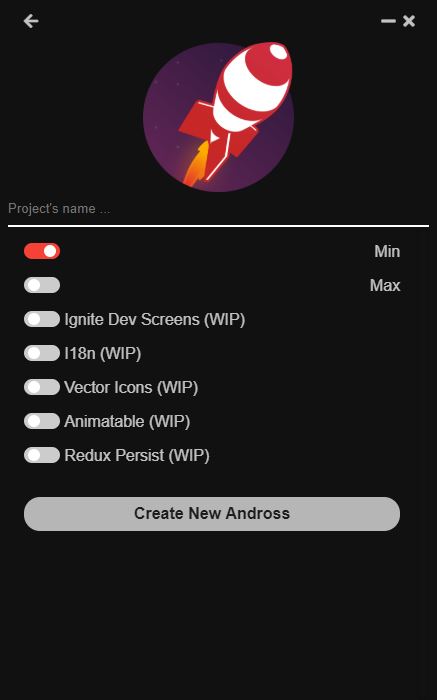 Project's name ...
Min
Max
Ignite Dev Screens (WIP)
I18n (WIP)
Vector Icons (WIP)
Animatable (WIP)
Redux Persist (WIP)
Create New Andross